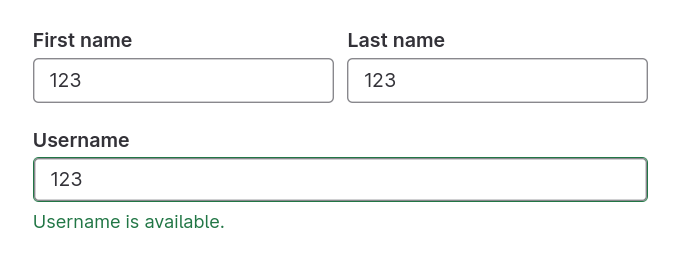 First name Last name
123 123
Username
123
Username is available.